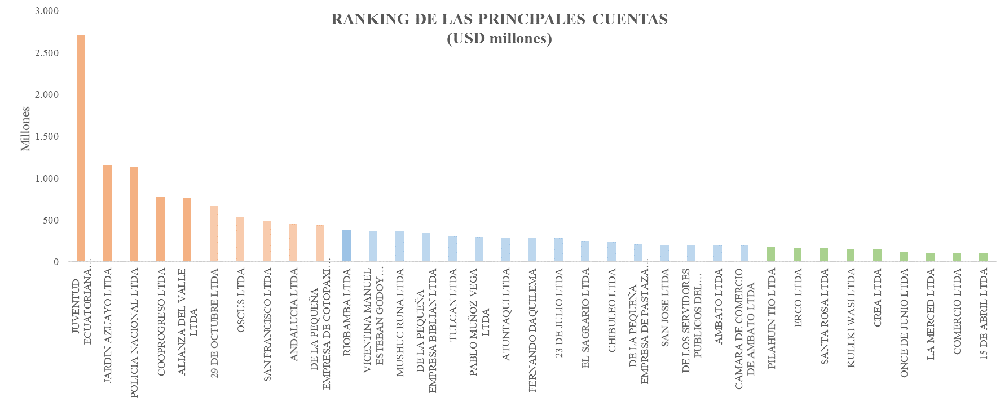 RANKING DE LAS PRINCIPALES CUENTAS
(USD millones)
Millones
3.000
2.500
2.000
1.500
1.000
500
0
JUVENTUD
ECUATORIANA…
JARDIN AZUAYO LTDA
POLICIA NACIONAL LTDA
COOPROGRESO LTDA
ALIANZA DEL VALLE
LTDA
29 DE OCTUBRE LTDA
OSCUS LTDA
SAN FRANCISCO LTDA
ANDALUCIA LTDA
DE LA PEQUEÑA
EMPRESA DE COTOPAXI…
RIOBAMBA LTDA
VICENTINA MANUEL
ESTEBAN GODOY…
MUSHUC RUNA LTDA
DE LA PEQUEÑA
EMPRESA BIBLIAN LTDA
TULCAN LTDA
PABLO MUÑOZ VEGA
LTDA
ATUNTAQUI LTDA
FERNANDO DAQUILEMA
23 DE JULIO LTDA
EL SAGRARIO LTDA
CHIBULEO LTDA
DE LA PEQUEÑA
EMPRESA DE PASTAZA…
SAN JOSE LTDA
DE LOS SERVIDORES
PUBLICOS DEL…
AMBATO LTDA
CAMARA DE COMERCIO
DE AMBATO LTDA
PILAHUIN TIO LTDA
ERCO LTDA
SANTA ROSA LTDA
KULLKI WASI LTDA
CREA LTDA
ONCE DE JUNIO LTDA
LA MERCED LTDA
COMERCIO LTDA
15 DE ABRIL LTDA